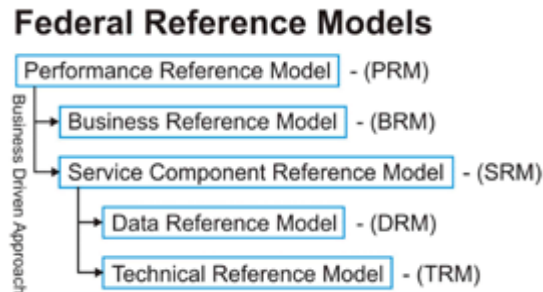 Federal Reference Models
Performance Reference Model - (PRM)
Business Reference Model - (BRM)
Service Component Reference Model - (SRM)
Data Reference Model - (DRM)
Technical Reference Model - (TRM)
Business Driven Approach